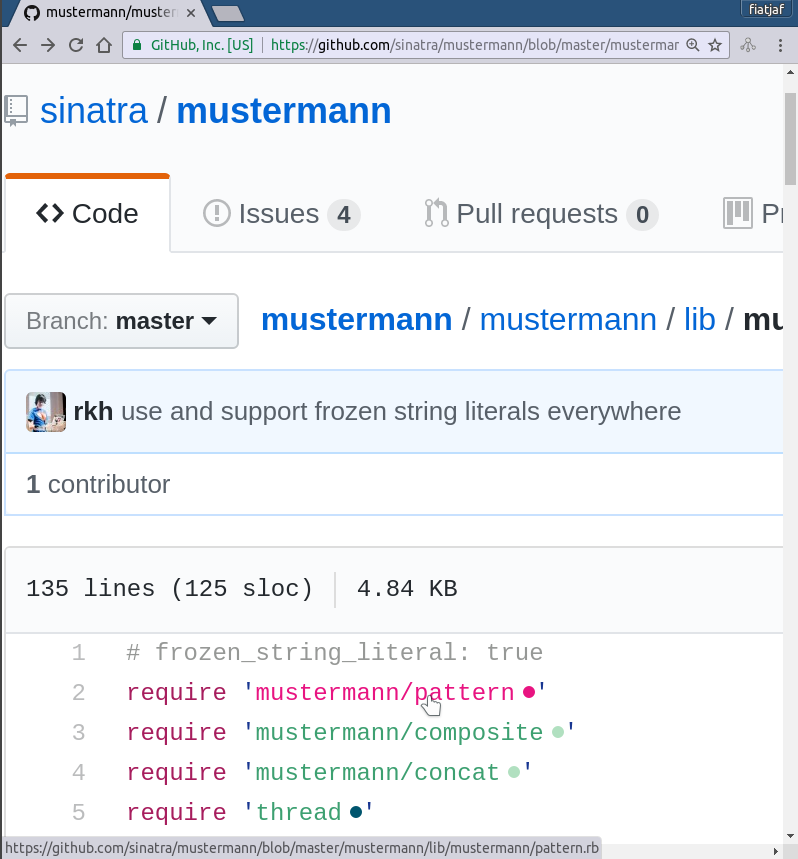 mustermann/muster
fiatjaf
GitHub, Inc. [US] https://github.com/sinatra/mustermann/blob/master/mustermar
sinatra / mustermann
Code Issues 4 Pull requests 0 Pr
Branch: master mustermann / mustermann / lib / mu
rkh use and support frozen string literals everywhere
1 contributor
135 lines (125 sloc) 4.84 KB
1 # frozen_string_literal: true
2 require 'mustermann/pattern'
3 require 'mustermann/composite'
4 require 'mustermann/concat'
5 require 'thread'
https://github.com/sinatra/mustermann/blob/master/mustermann/lib/mustermann/pattern.rb